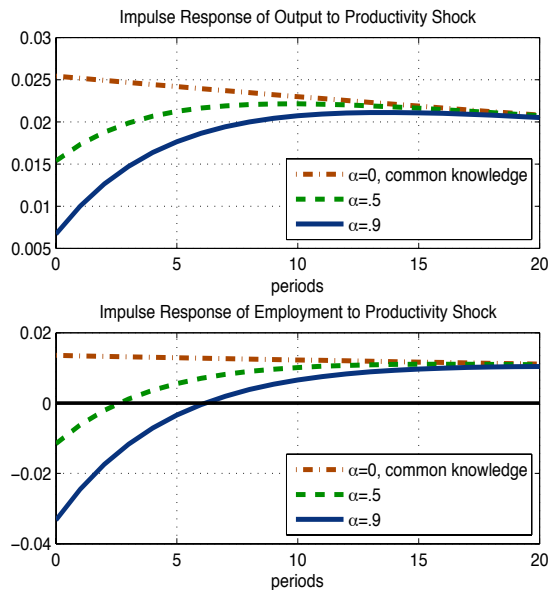 Impulse Response of Output to Productivity Shock
0.03
0.025
0.02
0.015
0.01
0.005
α=0, common knowledge
α=.5
α=.9
0 5 10 15 20
periods
Impulse Response of Employment to Productivity Shock
0.02
0
−0.02
−0.04
α=0, common knowledge
α=.5
α=.9
0 5 10 15 20
periods